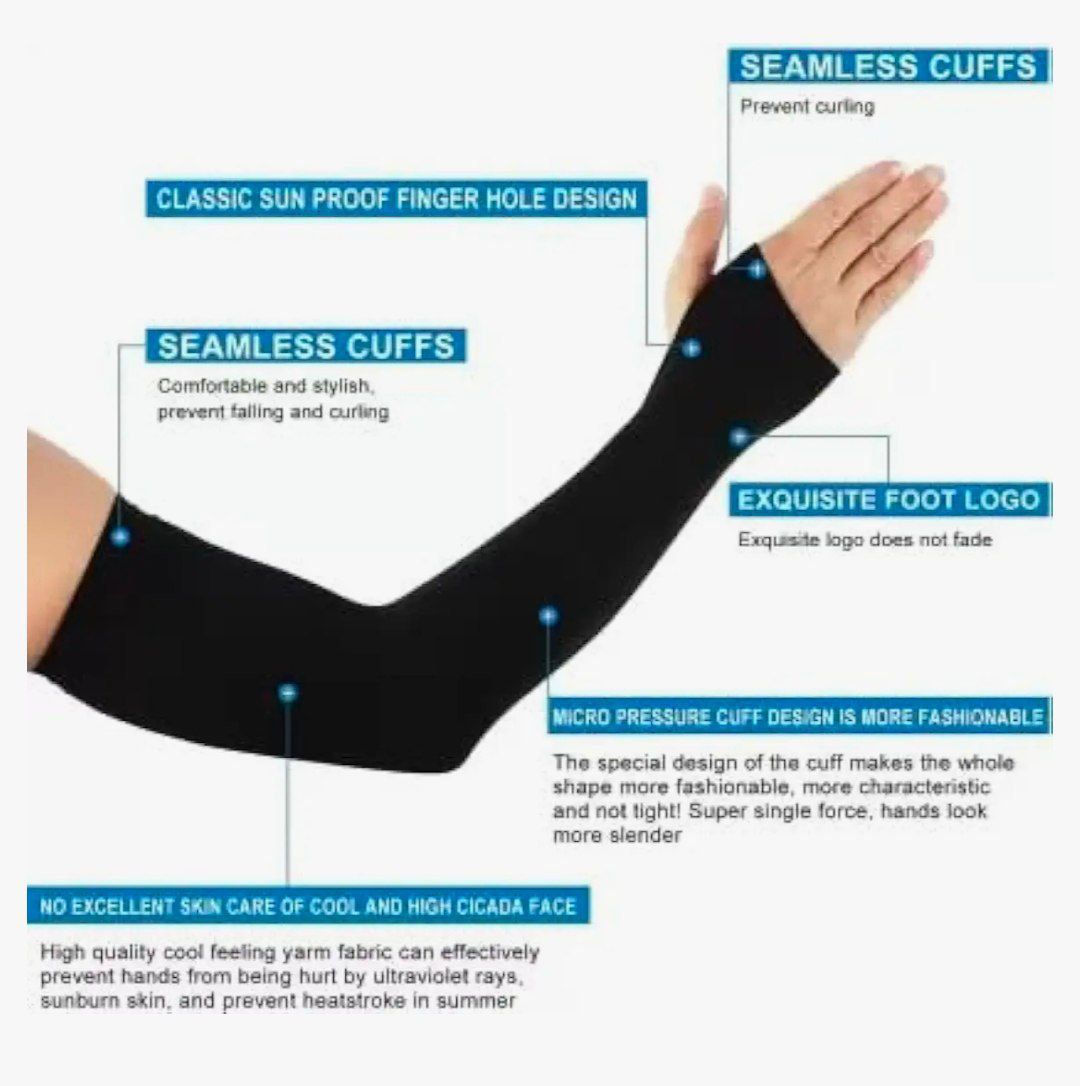 SEAMLESS CUFFS
Prevent curling
CLASSIC SUN PROOF FINGER HOLE DESIGN
SEAMLESS CUFFS
Comfortable and stylish,
prevent falling and curling
EXQUISITE FOOT LOGO
Exquisite logo does not fade
MICRO PRESSURE CUFF DESIGN IS MORE FASHIONABLE
The special design of the cuff makes the whole
shape more fashionable, more characteristic
and not tight! Super single force, hands look
more slender
NO EXCELLENT SKIN CARE OF COOL AND HIGH CICADA FACE
High quality cool feeling yarm fabric can effectively
prevent hands from being hurt by ultraviolet rays,
sunburn skin, and prevent heatstroke in summer